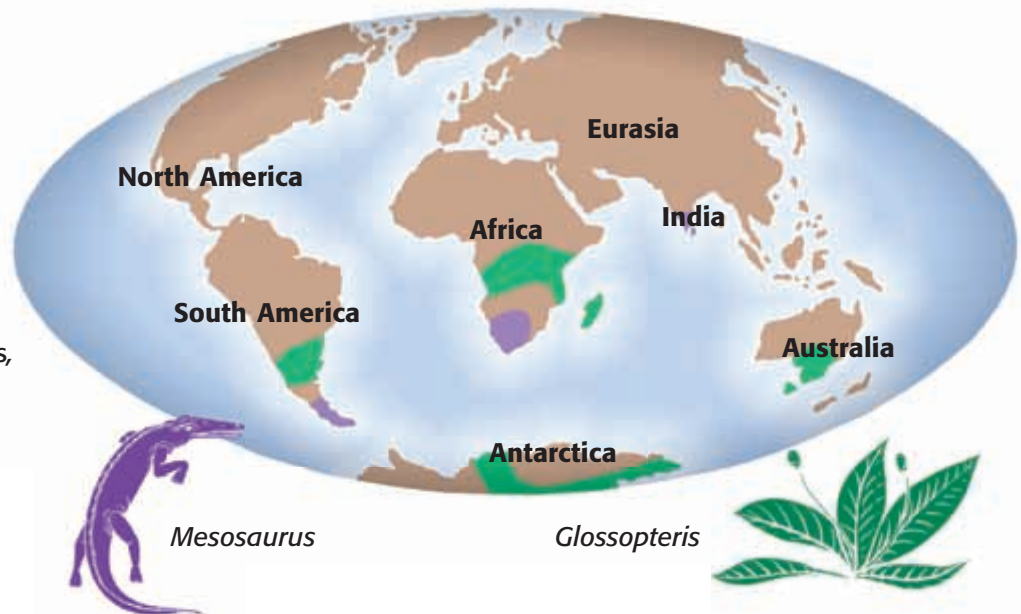 Eurasia
North America
India
Africa
South America
s,
Australia
Antarctica
Mesosaurus
Glossopteris